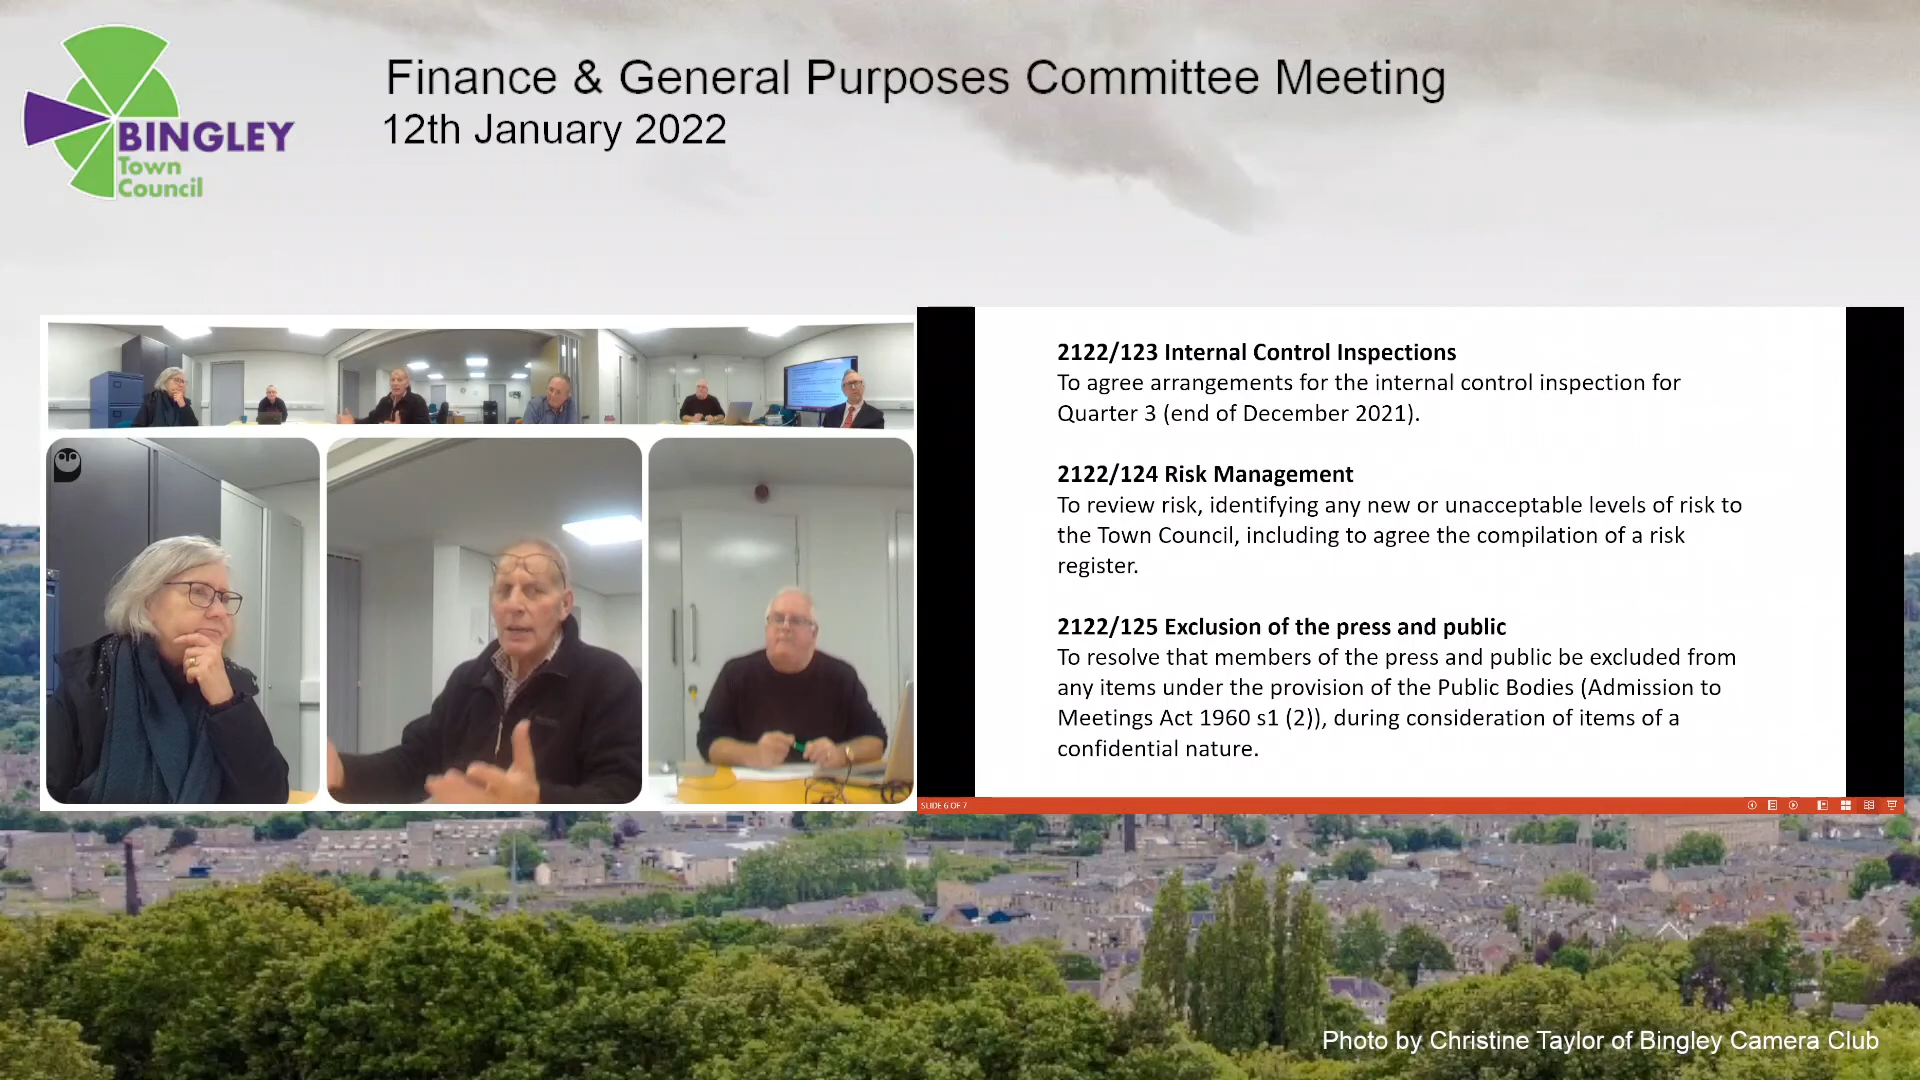 BINGLEY
Town
Council
Finance & General Purposes Committee Meeting
12th January 2022
2122/123 Internal Control Inspections
To agree arrangements for the internal control inspection for
Quarter 3 (end of December 2021).
2122/124 Risk Management
To review risk, identifying any new or unacceptable levels of risk to
the Town Council, including to agree the compilation of a risk
register.
2122/125 Exclusion of the press and public
To resolve that members of the press and public be excluded from
any items under the provision of the Public Bodies (Admission to
Meetings Act 1960 s1 (2)), during consideration of items of a
confidential nature.
SLIDE 6 OF 7
Photo by Christine Taylor of Bingley Camera Club